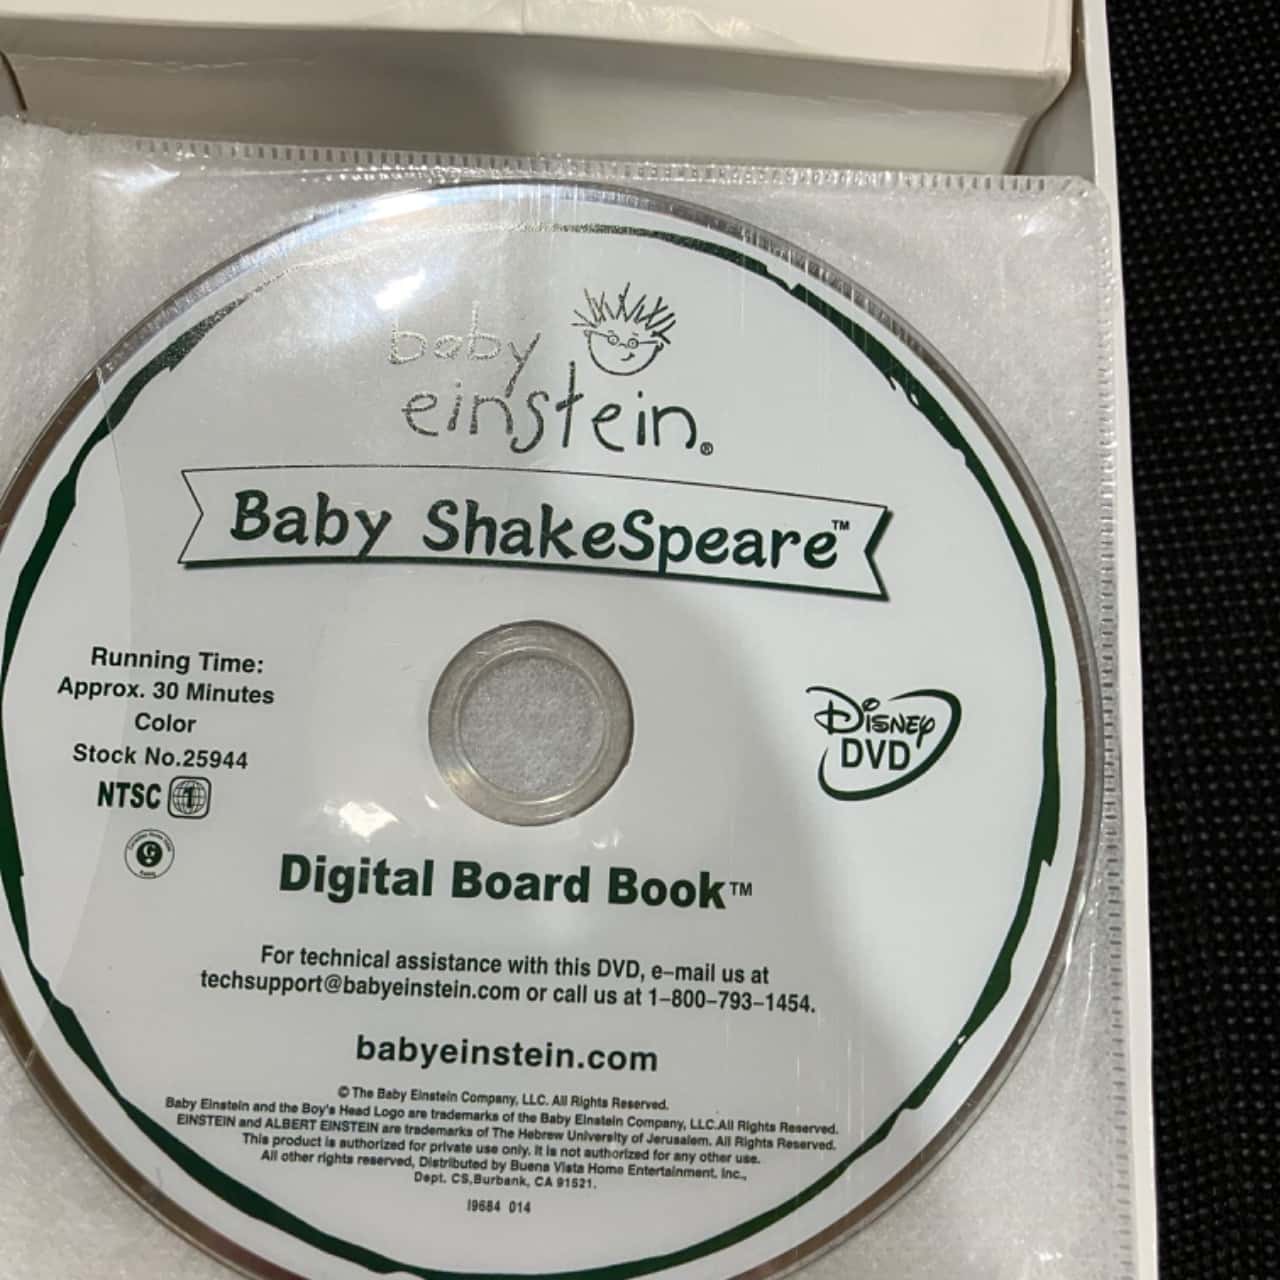 baby
einstein®
Baby ShakeSpeare™
Running Time:
Approx. 30 Minutes
Color
Stock No.25944
NTSC 1
DISNEY
DVD
G
Digital Board Book™
For technical assistance with this DVD, e-mail us at
techsupport@babyeinstein.com or call us at 1-800-793-1454.
babyeinstein.com
© The Baby Einstein Company, LLC. All Rights Reserved.
Baby Einstein and the Boy's Head Logo are trademarks of the Baby Einstein Company, LLC.All Rights Reserved.
EINSTEIN and ALBERT EINSTEIN are trademarks of The Hebrew University of Jerusalem. All Rights Reserved.
This product is authorized for private use only. It is not authorized for any other use.
All other rights reserved, Distributed by Buena Vista Home Entertainment. Inc.,
Dept. CS,Burbank, CA 91521.
I9684 014